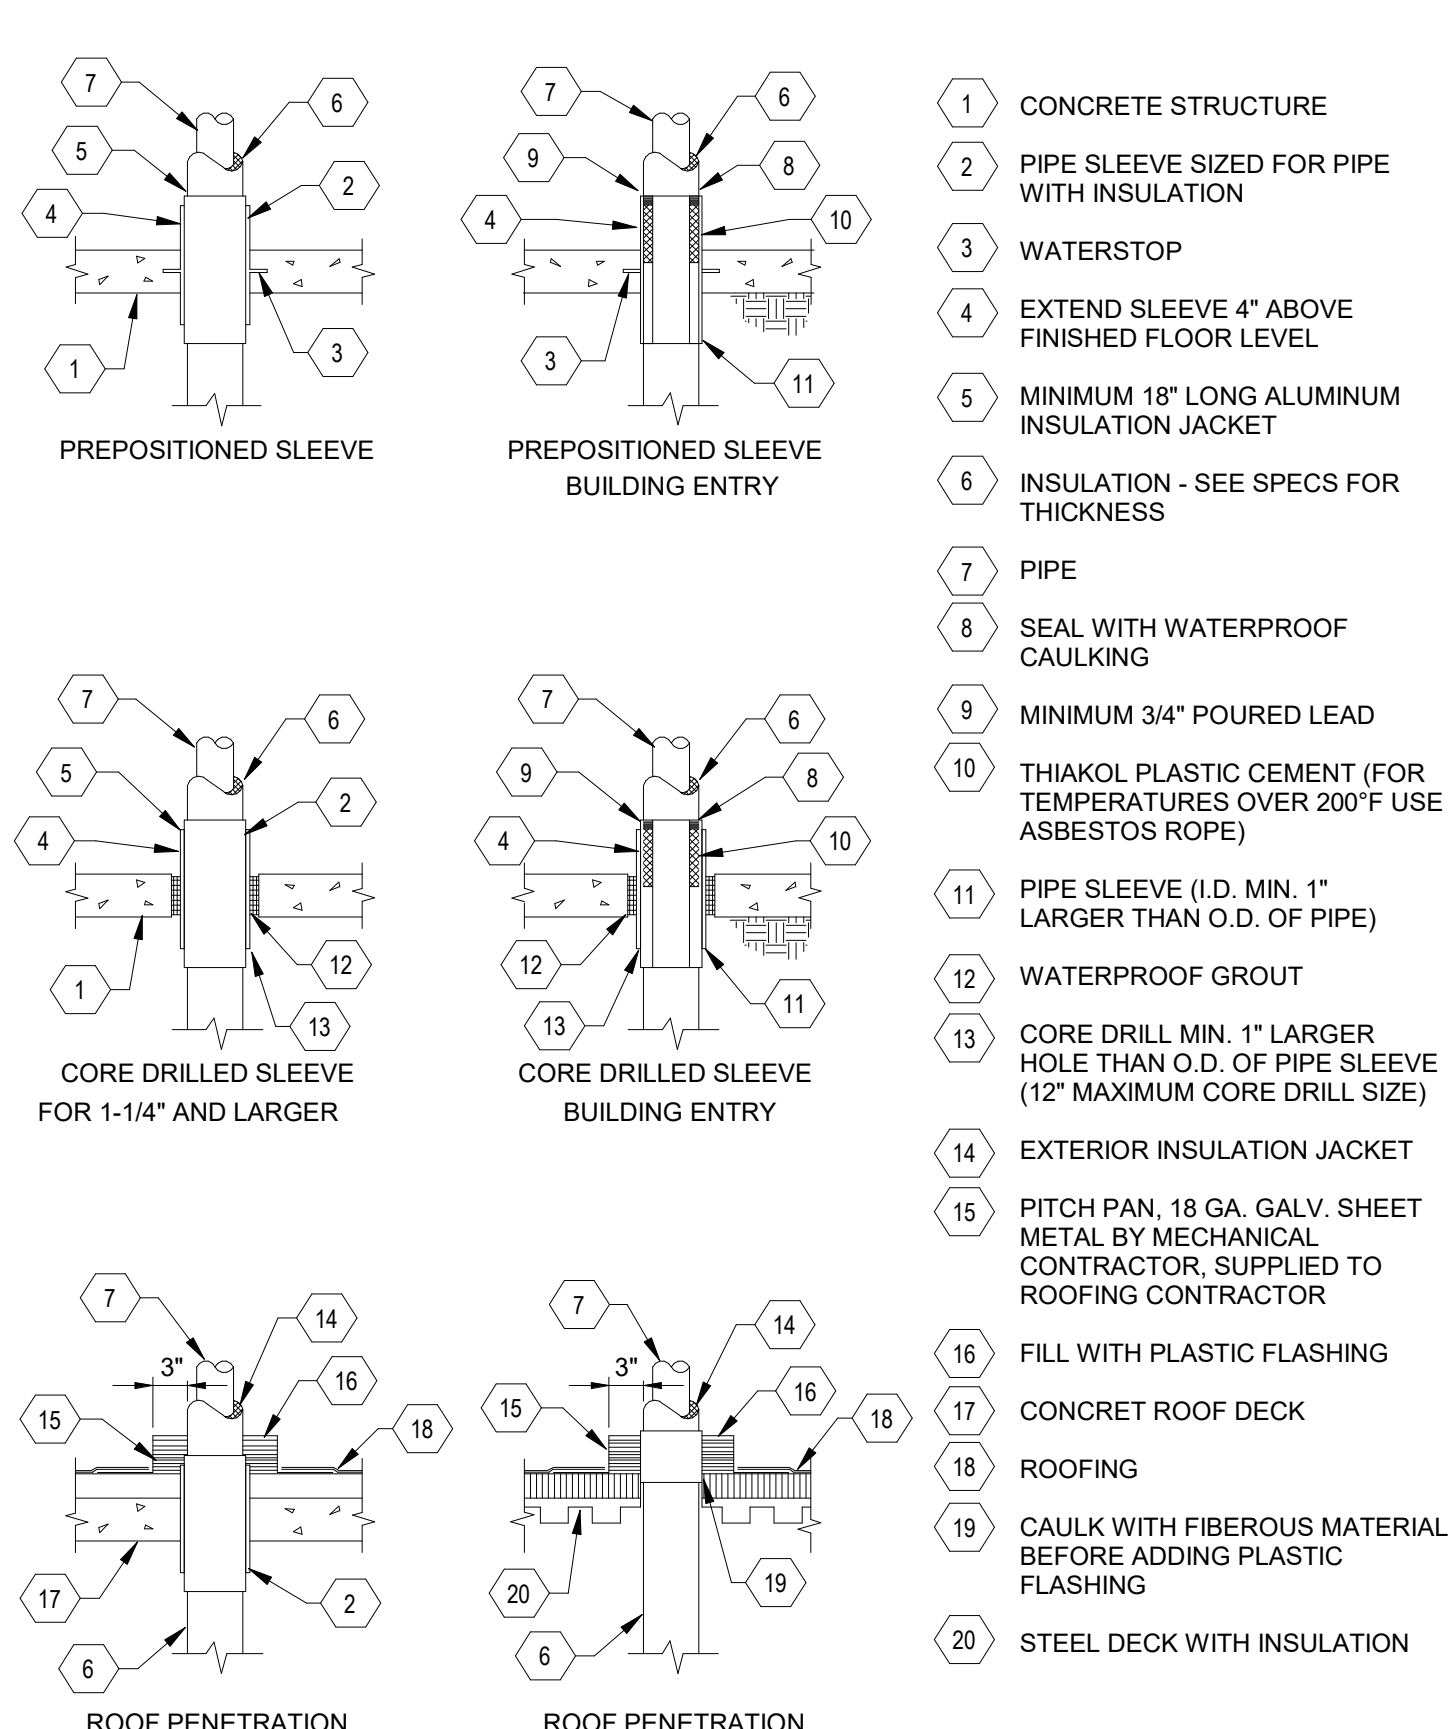 7
6
5
2
4
1
3
PREPOSITIONED SLEEVE
7
6
9
8
4
10
3
11
PREPOSITIONED SLEEVE
BUILDING ENTRY
7
6
5
2
4
12
1
13
CORE DRILLED SLEEVE
FOR 1-1/4" AND LARGER
7
6
9
8
4
10
12
11
13
CORE DRILLED SLEEVE
BUILDING ENTRY
7
14
3"
16
15
18
17
2
6
ROOF PENETRATION
7
14
3"
16
15
18
20
19
6
ROOF PENETRATION
1 CONCRETE STRUCTURE
2 PIPE SLEEVE SIZED FOR PIPE
WITH INSULATION
3 WATERSTOP
4 EXTEND SLEEVE 4" ABOVE
FINISHED FLOOR LEVEL
5 MINIMUM 18" LONG ALUMINUM
INSULATION JACKET
6 INSULATION - SEE SPECS FOR
THICKNESS
7 PIPE
8 SEAL WITH WATERPROOF
CAULKING
9 MINIMUM 3/4" POURED LEAD
10 THIAKOL PLASTIC CEMENT (FOR
TEMPERATURES OVER 200°F USE
ASBESTOS ROPE)
11 PIPE SLEEVE (I.D. MIN. 1"
LARGER THAN O.D. OF PIPE)
12 WATERPROOF GROUT
13 CORE DRILL MIN. 1" LARGER
HOLE THAN O.D. OF PIPE SLEEVE
(12" MAXIMUM CORE DRILL SIZE)
14 EXTERIOR INSULATION JACKET
15 PITCH PAN, 18 GA. GALV. SHEET
METAL BY MECHANICAL
CONTRACTOR, SUPPLIED TO
ROOFING CONTRACTOR
16 FILL WITH PLASTIC FLASHING
17 CONCRET ROOF DECK
18 ROOFING
19 CAULK WITH FIBEROUS MATERIAL
BEFORE ADDING PLASTIC
FLASHING
20 STEEL DECK WITH INSULATION